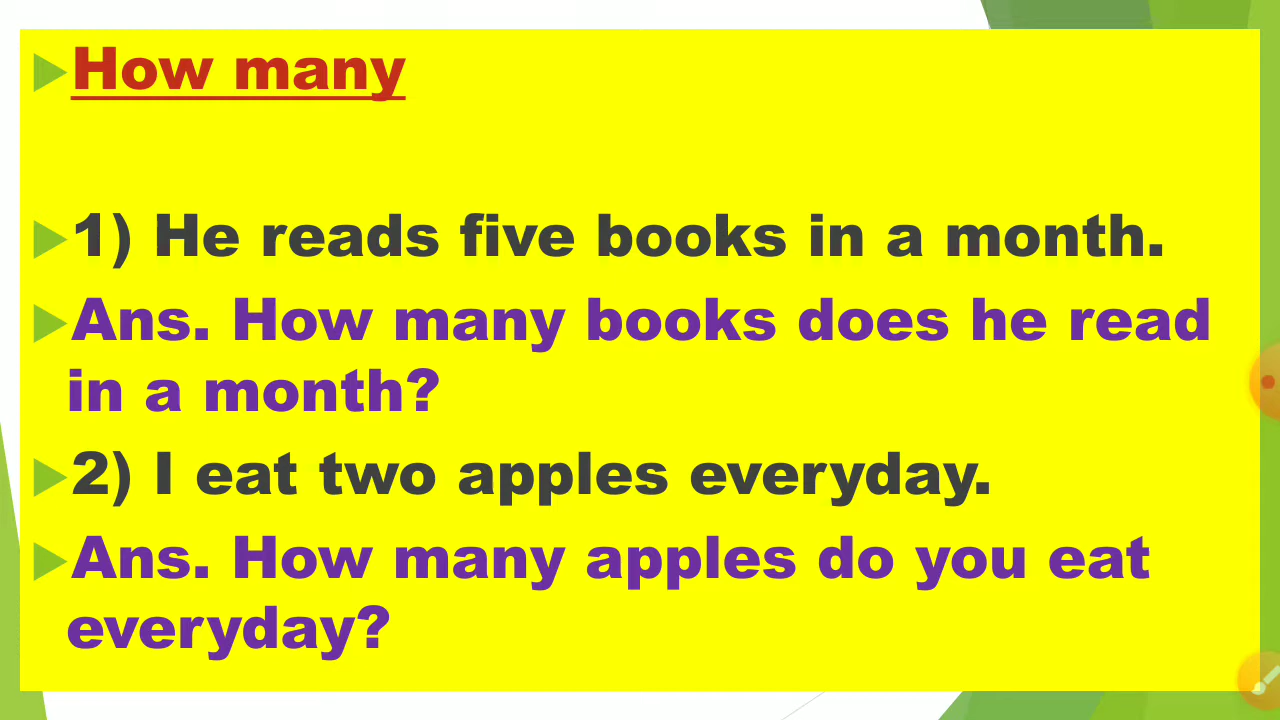 How many
1) He reads five books in a month.
Ans. How many books does he read
in a month?
2) I eat two apples everyday.
Ans. How many apples do you eat
everyday?